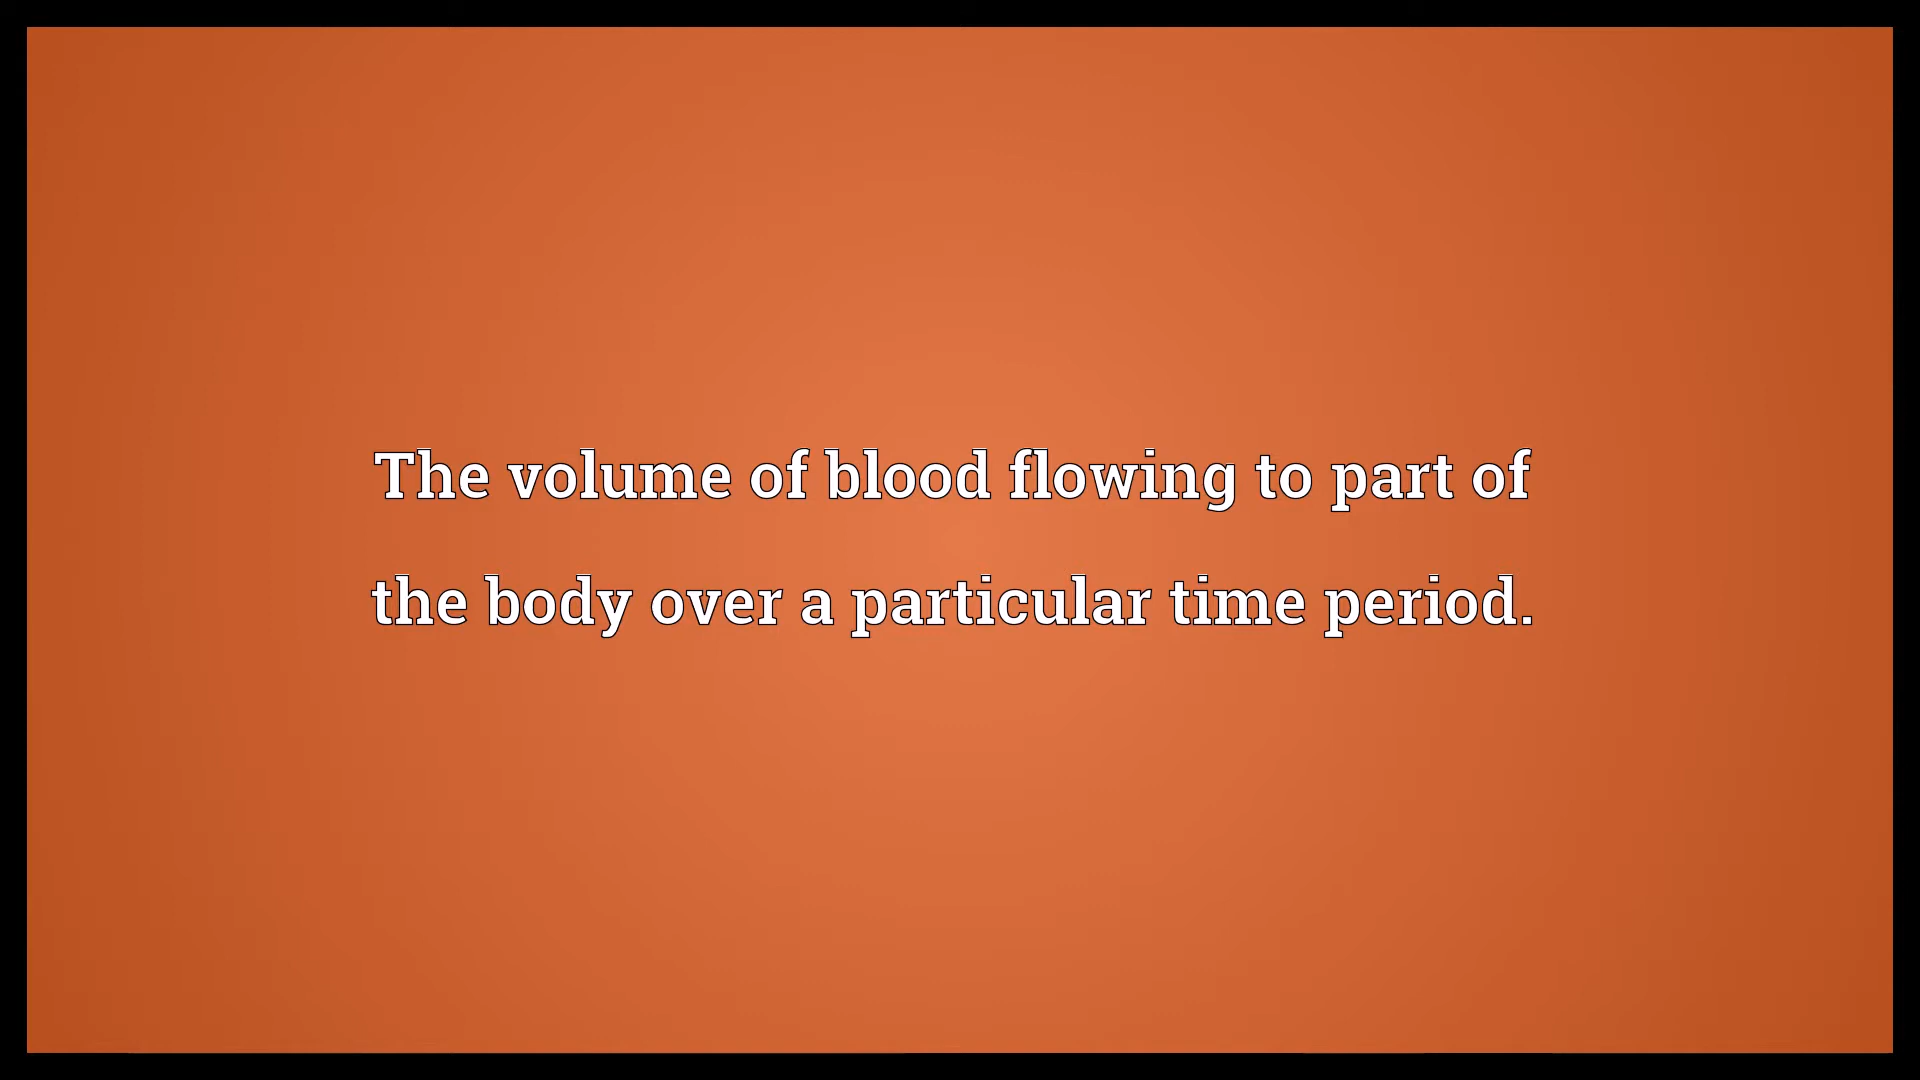 The volume of blood flowing to part of
the body over a particular time period.